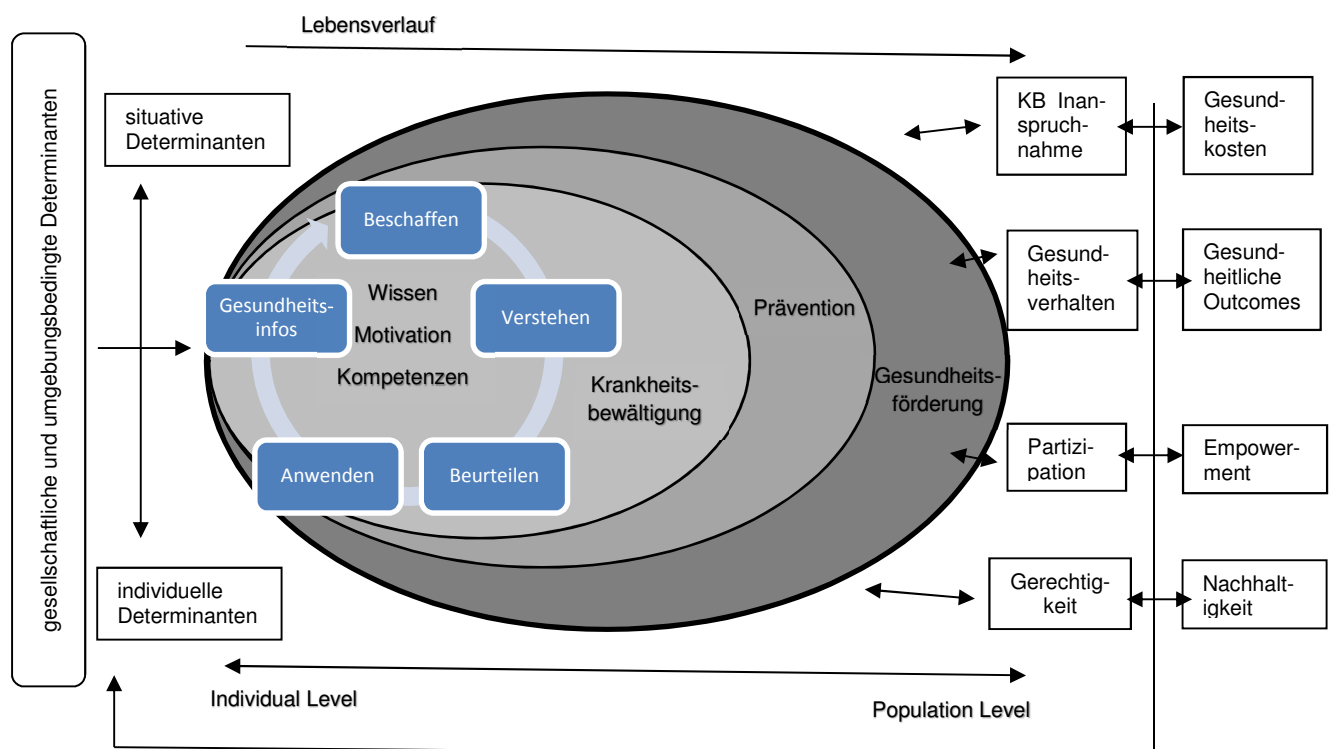 Lebensverlauf
gesellschaftliche und umgebungsbedingte Determinanten
situative
Determinanten
individuelle
Determinanten
Beschaffen
Gesundheits-
infos
Verstehen
Anwenden
Beurteilen
Wissen
Motivation
Kompetenzen
Krankheits-
bewältigung
Prävention
Gesundheits-
förderung
KB Inan-
spruch-
nahme
Gesund-
heits-
kosten
Gesund-
heits-
verhalten
Gesund-
heitliche
Outcomes
Partizi-
pation
Empower-
ment
Gerechtig-
keit
Nachhalt-
igkeit
Individual Level
Population Level